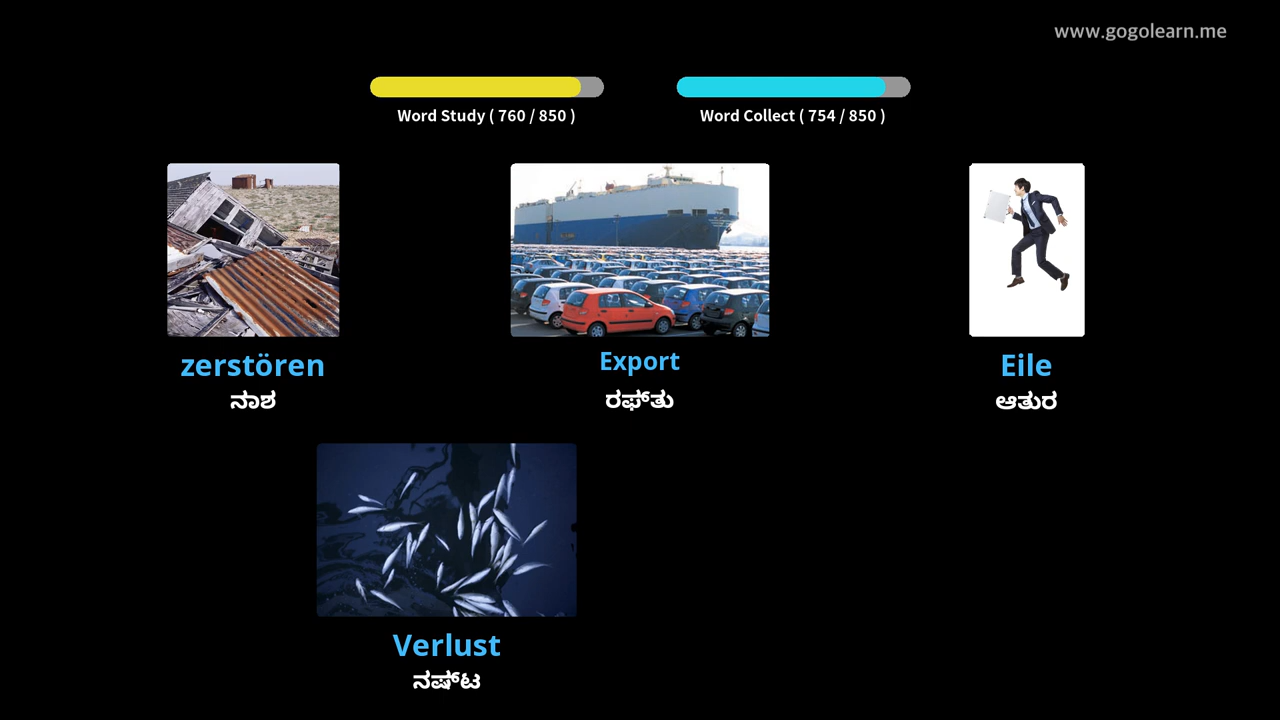 www.gogolearn.me
Word Study ( 760 / 850 )
Word Collect ( 754 / 850 )
zerstören
ನಾಶ
Export
ರಫ್ತು
Eile
ಆತುರ
Verlust
ನಷ್ಟ